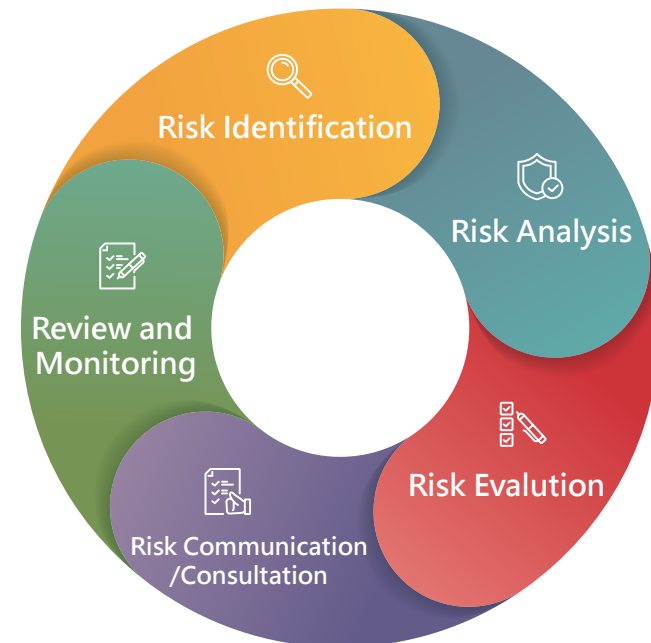 Risk Identification
Risk Analysis
Risk Evalution
Risk Communication
/Consultation
Review and
Monitoring